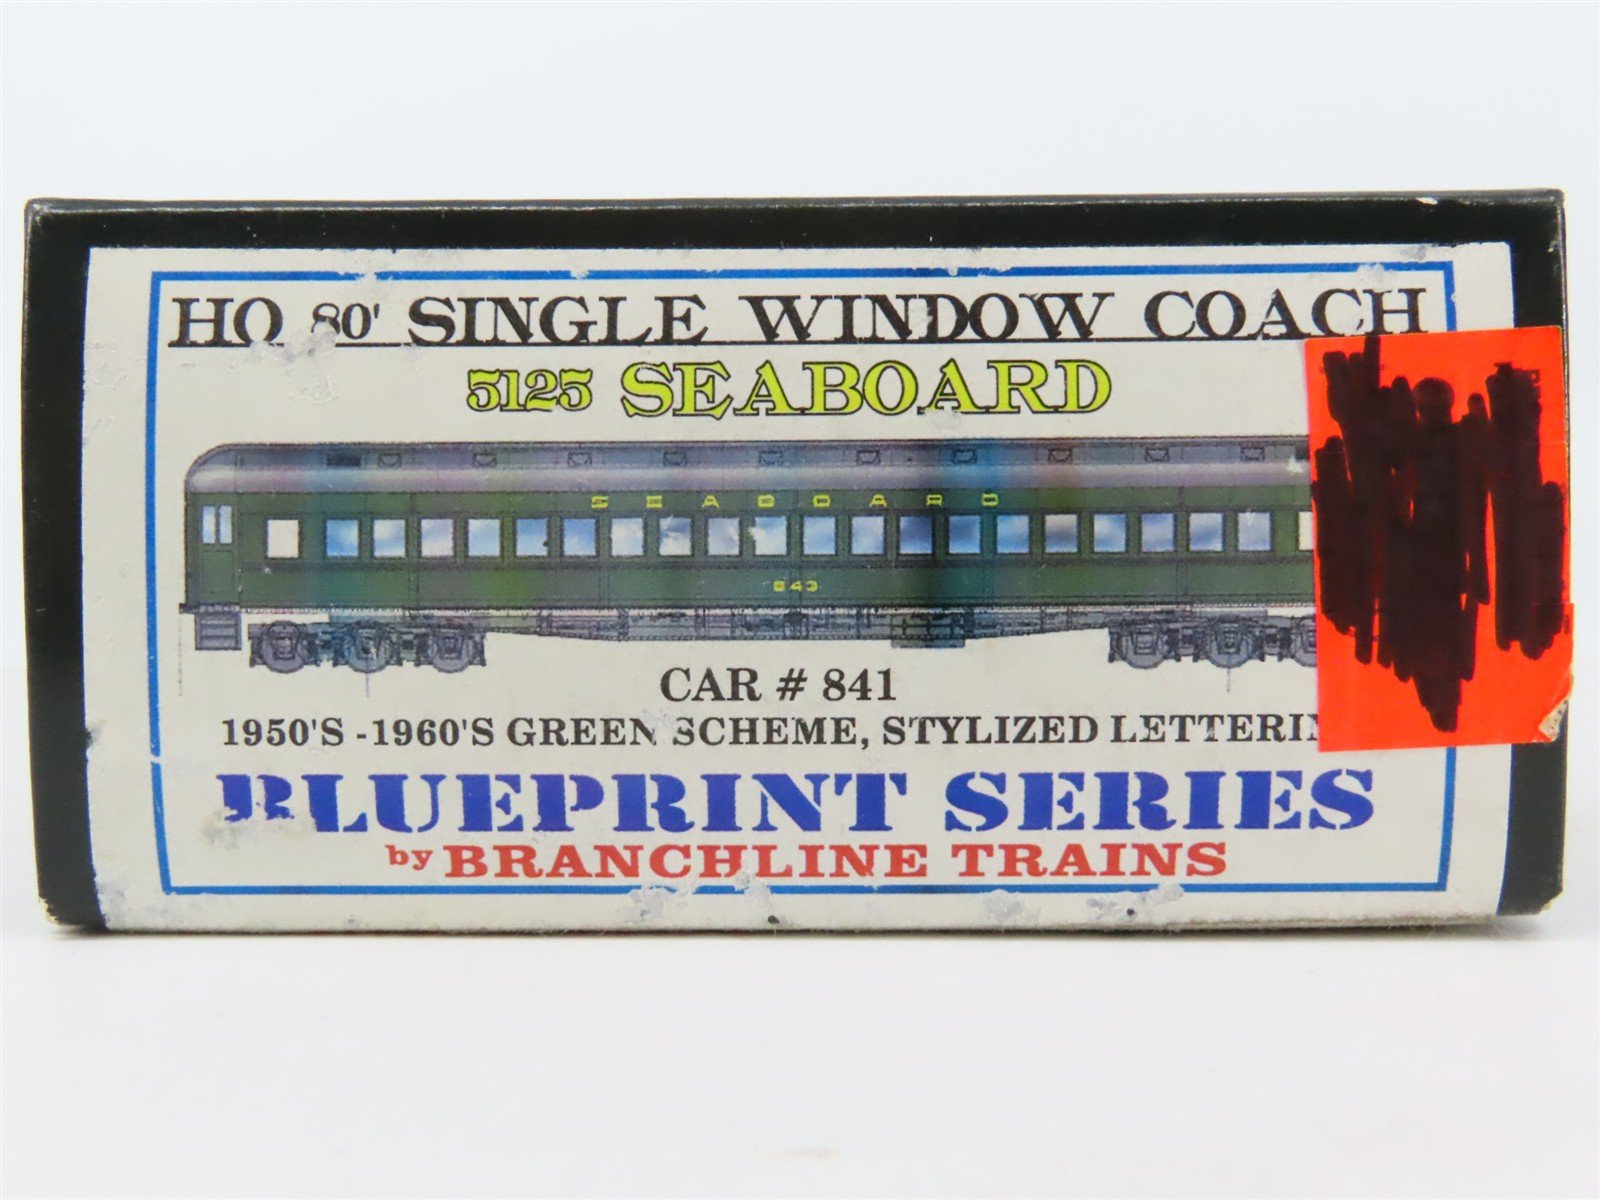 HO 80' SINGLE WINDOW COACH
5125 SEABOARD
SEABOARD
843
CAR # 841
1950'S -1960'S GREEN SCHEME, STYLIZED
BLUEPRINT SERIES
by BRANCHLINE TRAINS